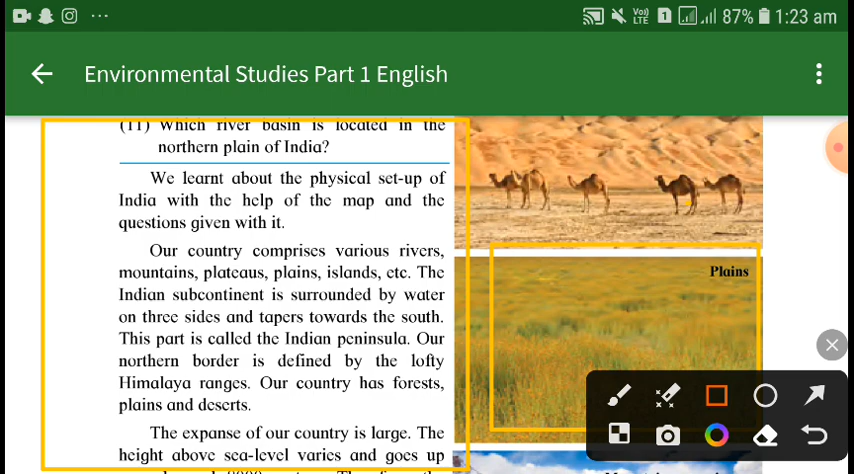 ... Vo) LTE 1 87% 1:23 am
Environmental Studies Part 1 English
(11) Which river basin is located in the
northern plain of India?
We learnt about the physical set-up of
India with the help of the map and the
questions given with it.
Our country comprises various rivers,
mountains, plateaus, plains, islands, etc. The
Indian subcontinent is surrounded by water
on three sides and tapers towards the south.
This part is called the Indian peninsula. Our
northern border is defined by the lofty
Himalaya ranges. Our country has forests,
plains and deserts.
The expanse of our country is large. The
height above sea-level varies and goes up
Plains